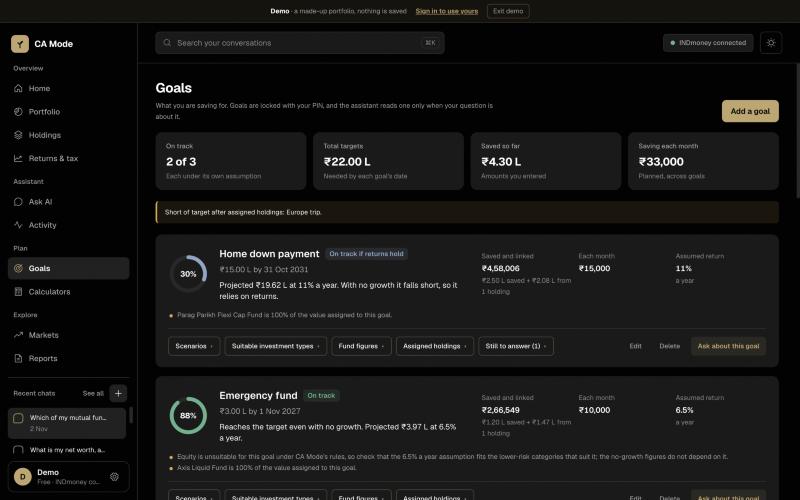 Demo · a made-up portfolio, nothing is saved Sign in to use yours Exit demo
CA Mode
Search your conversations ⌘K
INDmoney connected
Overview
Home
Portfolio
Holdings
Returns & tax
Assistant
Ask AI
Activity
Plan
Goals
Calculators
Explore
Markets
Reports
Recent chats See all +
Which of my mutual fun...
2 Nov
What is my net worth, a...
D
Demo
Free · INDmoney co...
Goals
What you are saving for. Goals are locked with your PIN, and the assistant reads one only when your question is
about it.
Add a goal
On track
2 of 3
Each under its own assumption
Total targets
₹22.00 L
Needed by each goal's date
Saved so far
₹4.30 L
Amounts you entered
Saving each month
₹33,000
Planned, across goals
Short of target after assigned holdings: Europe trip.
30%
Home down payment On track if returns hold
₹15.00 L by 31 Oct 2031
Projected ₹19.62 L at 11% a year. With no growth it falls short, so it
relies on returns.
Saved and linked
₹4,58,006
₹2.50 L saved + ₹2.08 L from
1 holding
Each month
₹15,000
Assumed return
11%
a year
Parag Parikh Flexi Cap Fund is 100% of the value assigned to this goal.
Scenarios Suitable investment types Fund figures Assigned holdings Still to answer (1) Edit Delete Ask about this goal
88%
Emergency fund On track
₹3.00 L by 1 Nov 2027
Reaches the target even with no growth. Projected ₹3.97 L at 6.5%
a year.
Saved and linked
₹2,66,549
₹1.20 L saved + ₹1.47 L from
1 holding
Each month
₹10,000
Assumed return
6.5%
a year
Equity is unsuitable for this goal under CA Mode's rules, so check that the 6.5% a year assumption fits the lower-risk categories that suit it; the no-growth figures do not depend on it.
Axis Liquid Fund is 100% of the value assigned to this goal.
Scenarios Suitable investment types Fund figures Assigned holdings Edit Delete Ask about this goal